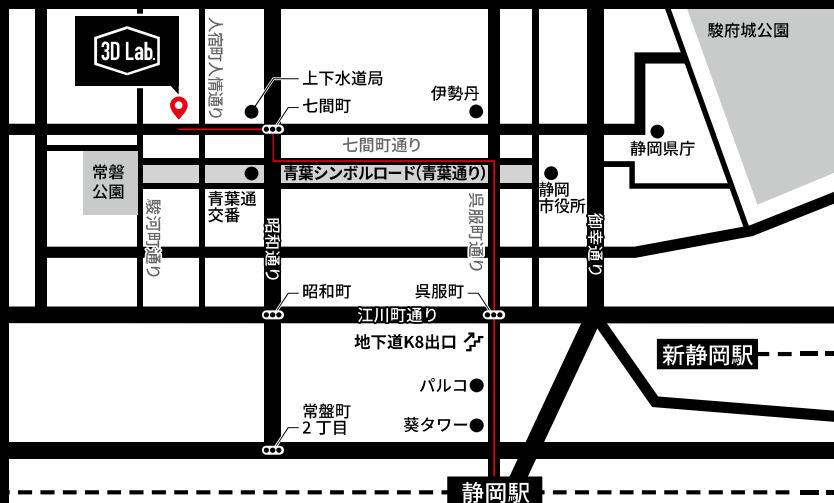 3D Lab.
人宿町人情通り
上下水道局
七間町
伊勢丹
駿府城公園
静岡県庁
七間町通り
常磐
公園
青葉シンボルロード(青葉通り)
青葉通
交番
静岡
市役所
駿河町通り
昭和通り
呉服町通り
御幸通り
昭和町
呉服町
江川町通り
地下道K8出口
新静岡駅
パルコ
常盤町
2丁目
葵タワー
静岡駅